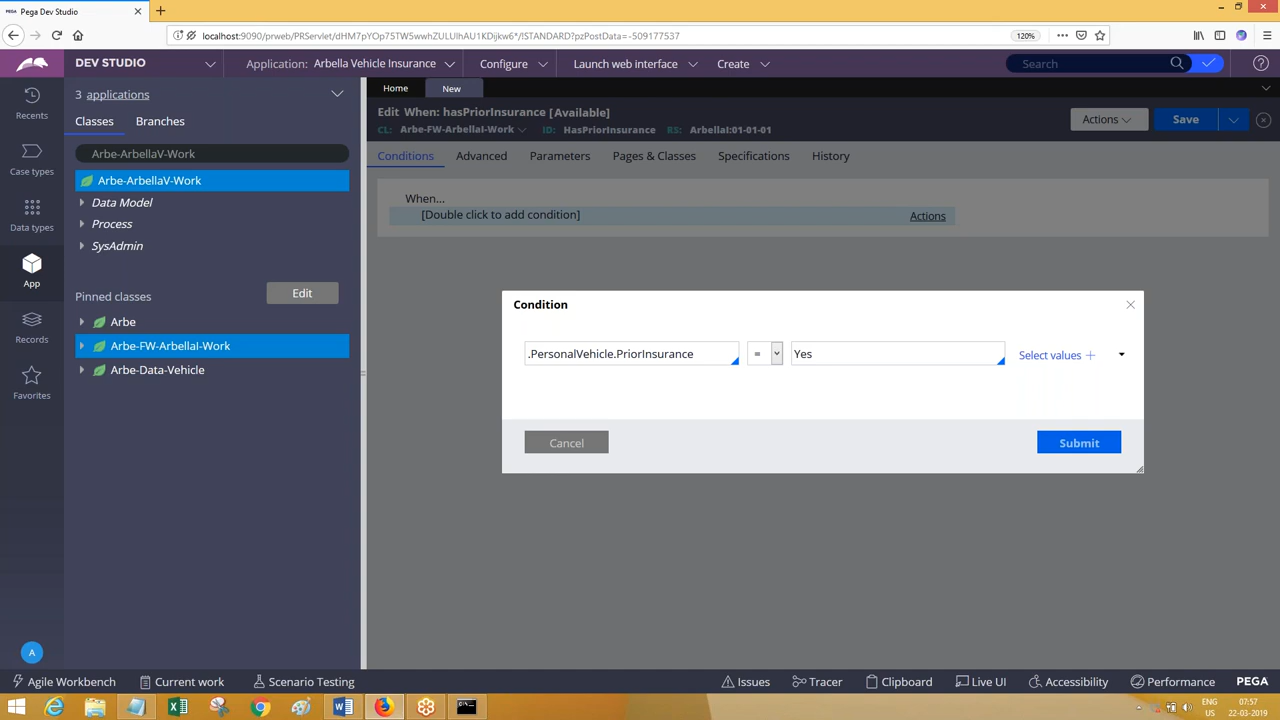 PEGA Pega Dev Studio
localhost:9090/prweb/PRServlet/dHM7pYOp75TW5wwhZULUlhAU1KDijkw6*/!STANDARD?pzPostData=-509177537
120%
DEV STUDIO
Application: Arbella Vehicle Insurance
Configure
Launch web interface
Create
Search
3 applications
Home
New
Recents
Classes
Branches
Edit When: hasPriorInsurance [Available]
CL: Arbe-FW-ArbellaI-Work ID: HasPriorInsurance RS: ArbellaI:01-01-01
Actions
Save
Arbe-ArbellaV-Work
Conditions
Advanced
Parameters
Pages & Classes
Specifications
History
Case types
Arbe-ArbellaV-Work
Data Model
When...
[Double click to add condition]
Actions
Data types
Process
SysAdmin
App
Pinned classes
Edit
Condition
Arbe
Records
Arbe-FW-ArbellaI-Work
.PersonalVehicle.PriorInsurance
=
Yes
Select values
Arbe-Data-Vehicle
Favorites
Cancel
Submit
A
Agile Workbench
Current work
Scenario Testing
Issues
Tracer
Clipboard
Live UI
Accessibility
Performance
PEGA
ENG
US
07:57
22-03-2019